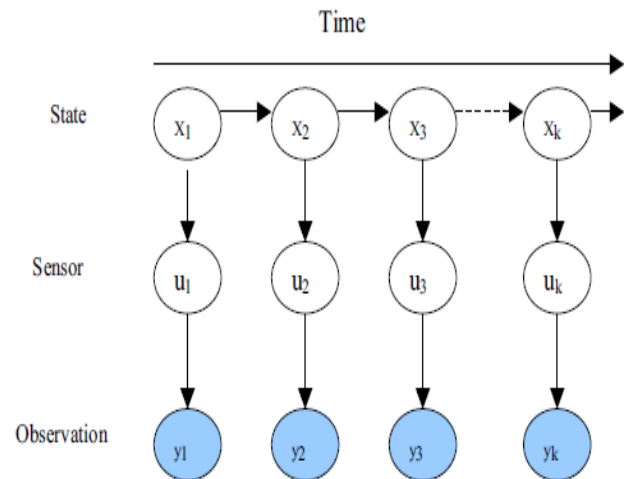 Time
State
x₁ x₂ x₃ xₖ
Sensor
u₁ u₂ u₃ uₖ
Observation
y₁ y₂ y₃ yₖ